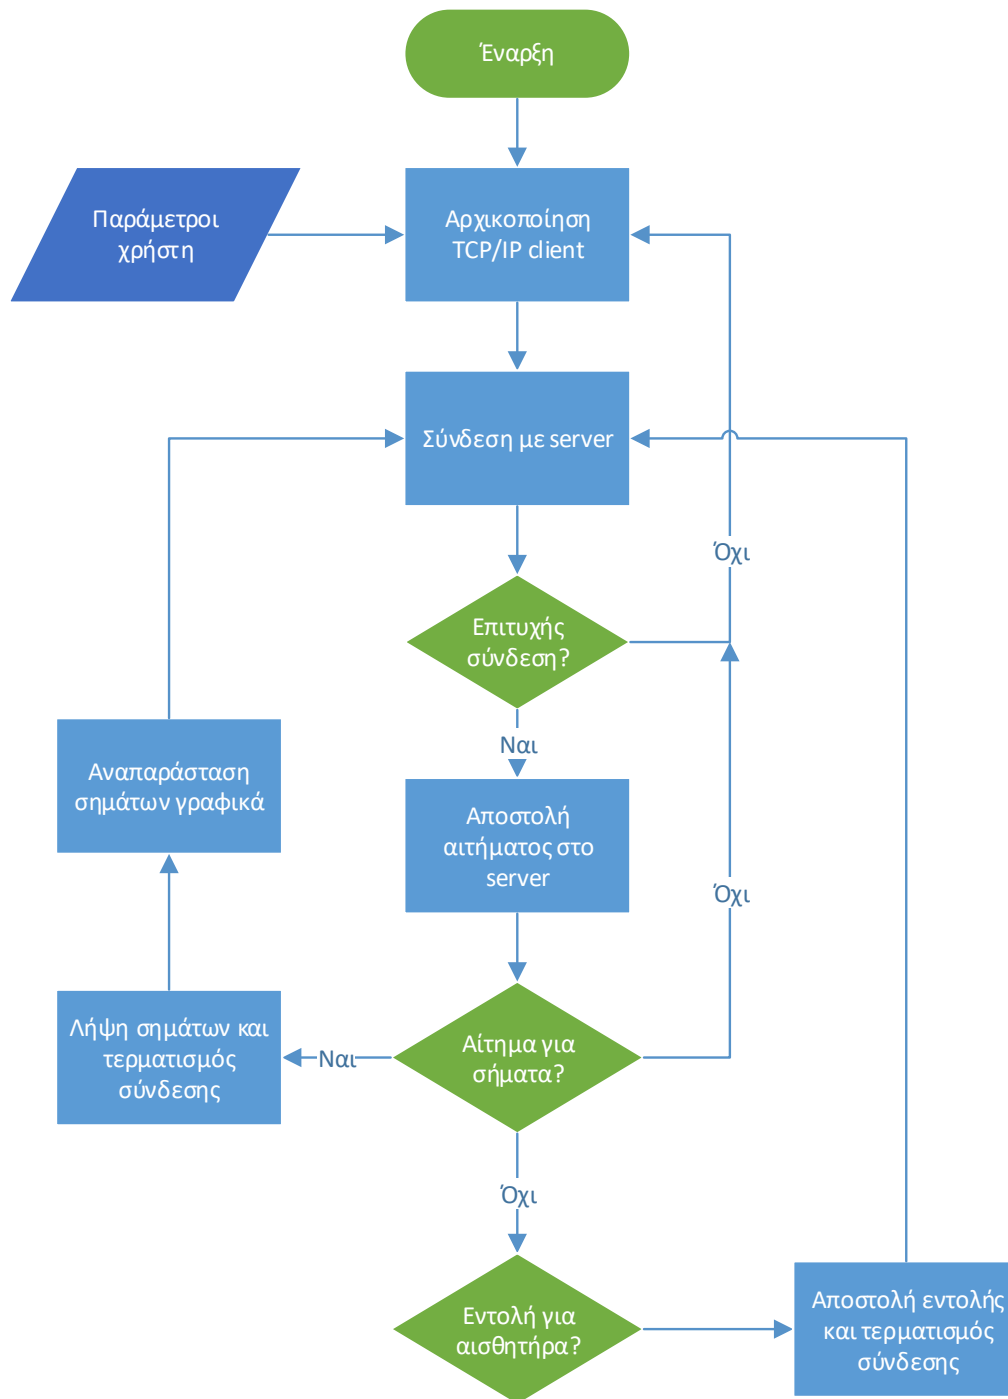 Έναρξη
Παράμετροι
χρήστη
Αρχικοποίηση
TCP/IP client
Σύνδεση με server
Όχι
Επιτυχής
σύνδεση?
Ναι
Αναπαράσταση
σημάτων γραφικά
Αποστολή
αιτήματος στο
server
Όχι
Λήψη σημάτων και
τερματισμός
σύνδεσης
Ναι
Αίτημα για
σήματα?
Όχι
Εντολή για
αισθητήρα?
Αποστολή εντολής
και τερματισμός
σύνδεσης